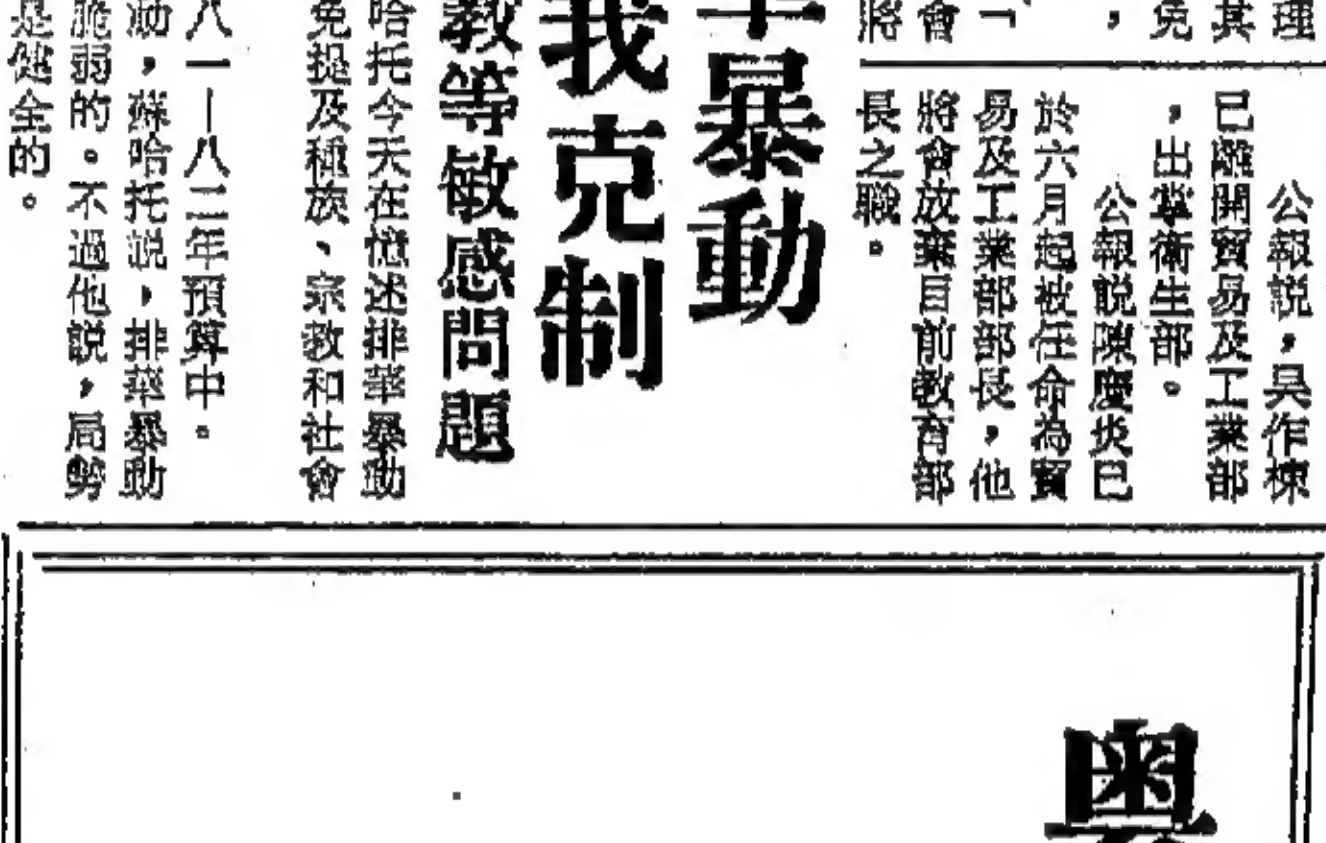 理
其
免
，
「
會
將
公報說，吳作棟
已離開貿易及工業部
，出掌衛生部。
公報說陳慶炎已
於六月起被任命為貿
易及工業部部長，他
將會放棄目前教育部
長之職。
暴動
我克制
教等敏感問題
哈托今天在憶述排華暴動
免提及種族、宗教和社會
八一—八二年預算中。
動，蘇哈托說，排華暴動
脆弱的。不過他說，局勢
是健全的。
粵